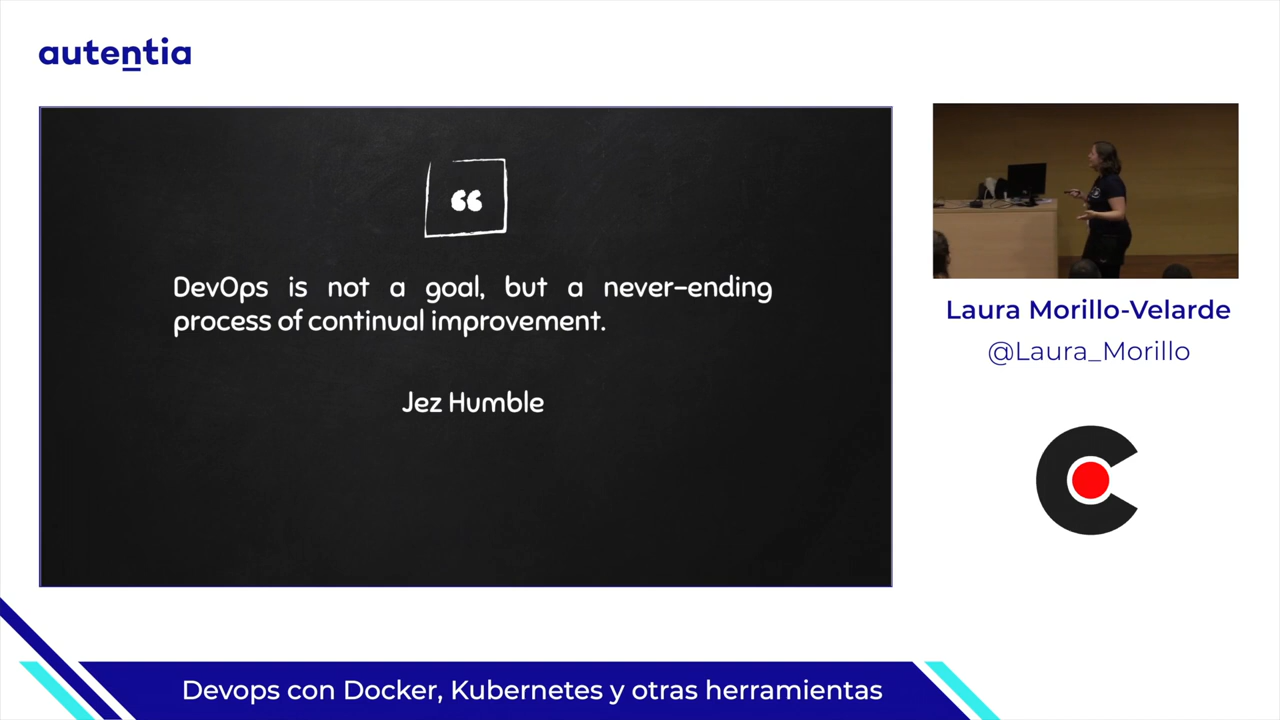 autentia
“
DevOps is not a goal, but a never-ending
process of continual improvement.
Jez Humble
Laura Morillo-Velarde
@Laura_Morillo
Devops con Docker, Kubernetes y otras herramientas